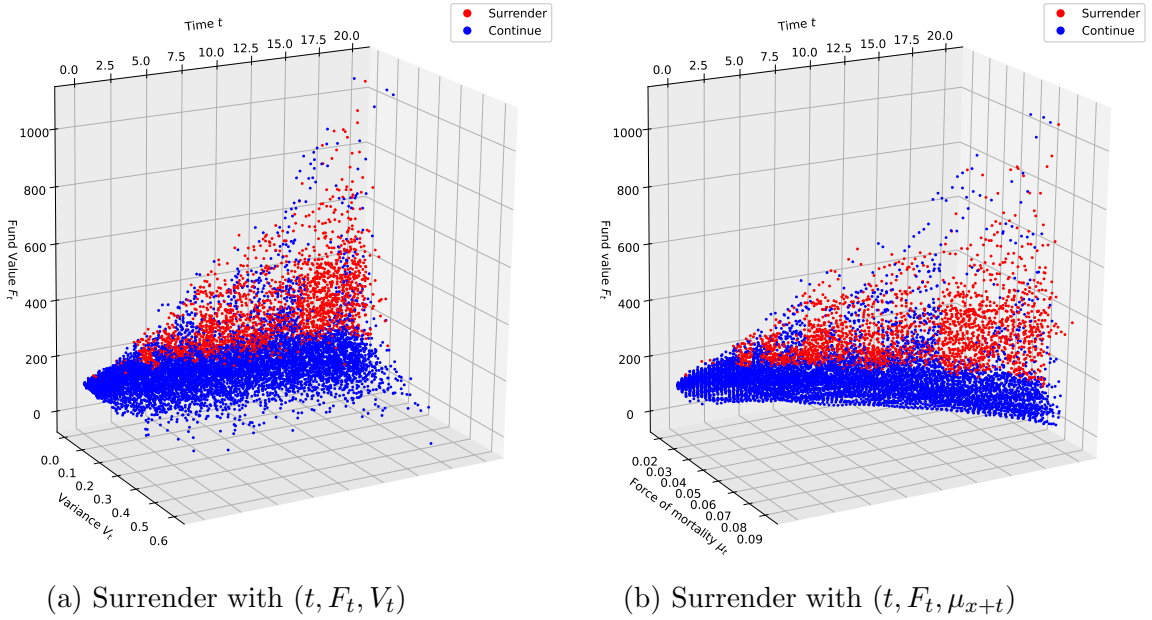 Time t
0.0 2.5 5.0 7.5 10.0 12.5 15.0 17.5 20.0
Surrender
Continue
Fund Value F_t
1000
800
600
400
200
0
0.0
0.1
0.2
0.3
0.4
0.5
0.6
Variance V_t
(a) Surrender with (t, F_t, V_t)
Time t
0.0 2.5 5.0 7.5 10.0 12.5 15.0 17.5 20.0
Surrender
Continue
Fund value F_t
1000
800
600
400
200
0
0.02
0.03
0.04
0.05
0.06
0.07
0.08
0.09
Force of mortality μ_t
(b) Surrender with (t, F_t, μ_{x+t})